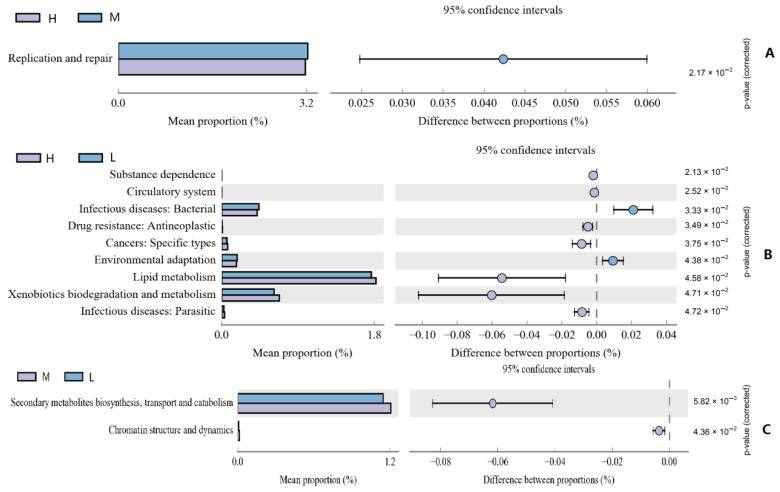 H M
95% confidence intervals
Replication and repair
2.17 × 10⁻²
p-value (corrected)
A
0.0 3.2
0.025 0.030 0.035 0.040 0.045 0.050 0.055 0.060
Mean proportion (%)
Difference between proportions (%)
H L
95% confidence intervals
Substance dependence 2.13 × 10⁻²
Circulatory system 2.52 × 10⁻²
Infectious diseases: Bacterial 3.33 × 10⁻²
Drug resistance: Antineoplastic 3.49 × 10⁻²
Cancers: Specific types 3.75 × 10⁻²
Environmental adaptation 4.38 × 10⁻²
Lipid metabolism 4.58 × 10⁻²
Xenobiotics biodegradation and metabolism 4.71 × 10⁻²
Infectious diseases: Parasitic 4.72 × 10⁻²
p-value (corrected)
B
0.0 1.8
−0.10 −0.08 −0.06 −0.04 −0.02 0.00 0.02 0.04
Mean proportion (%)
Difference between proportions (%)
M L
95% confidence intervals
Secondary metabolites biosynthesis, transport and catabolism 5.82 × 10⁻³
Chromatin structure and dynamics 4.36 × 10⁻²
p-value (corrected)
C
0.0 1.2
−0.08 −0.06 −0.04 −0.02 0.00
Mean proportion (%)
Difference between proportions (%)